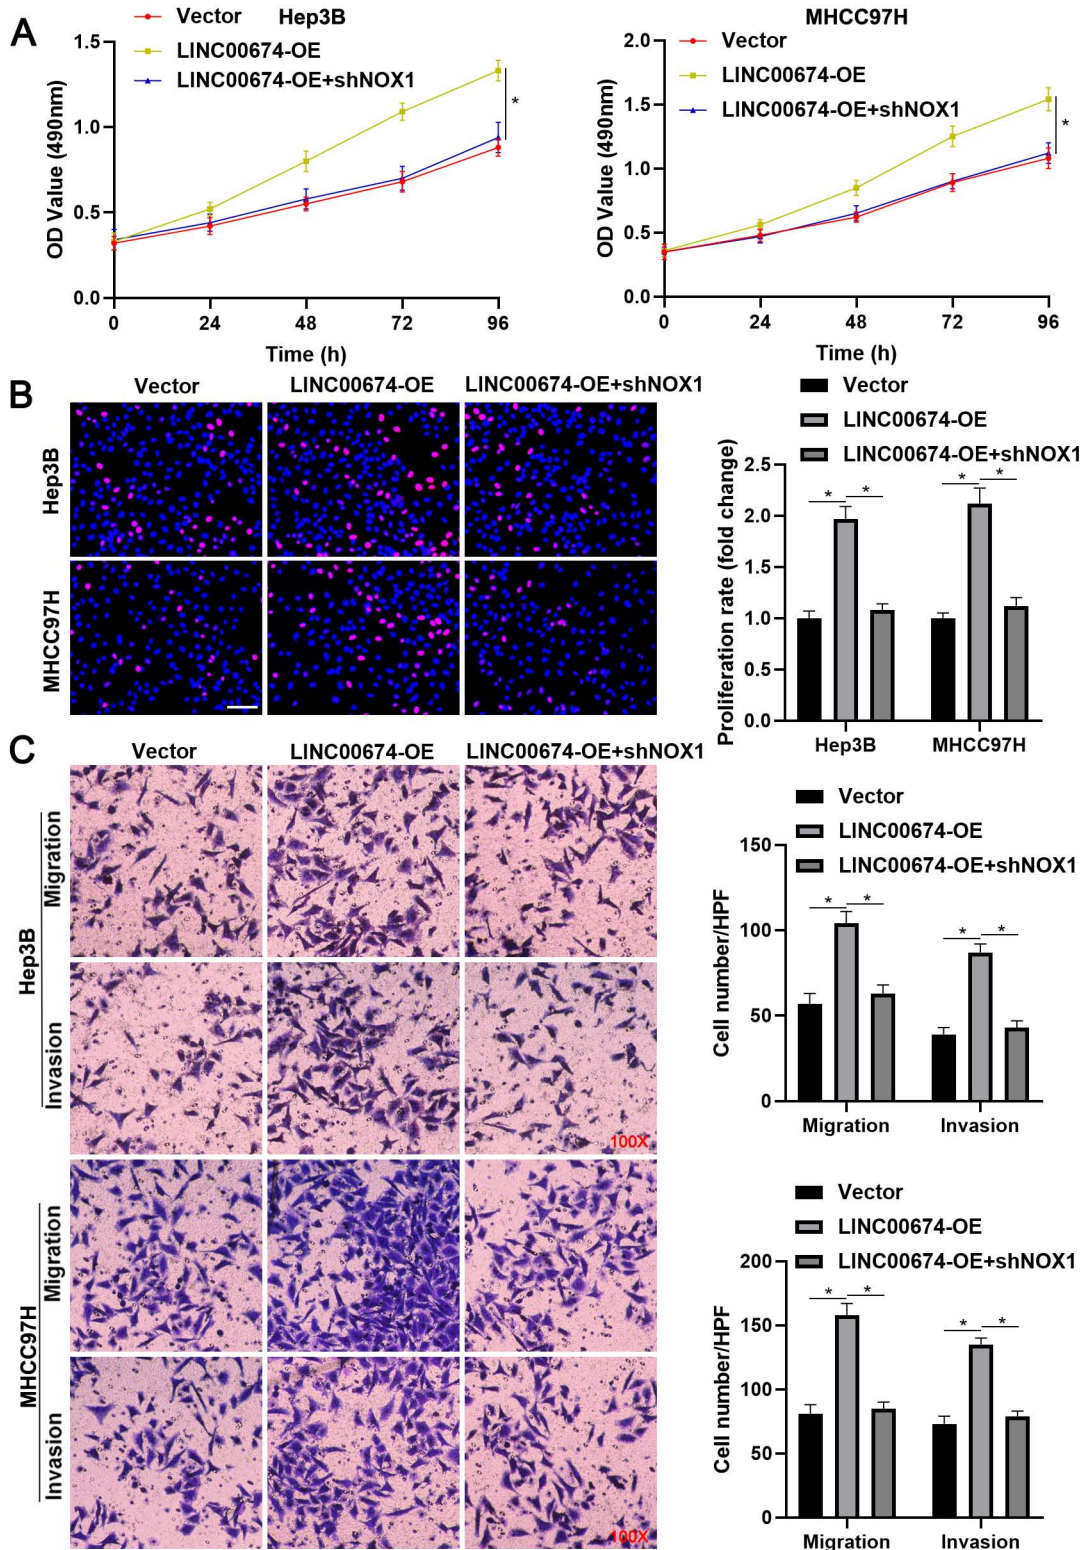 A
Vector
Hep3B
LINC00674-OE
LINC00674-OE+shNOX1
1.5
1.0
0.5
0.0
OD Value (490nm)
*
0 24 48 72 96
Time (h)
MHCC97H
Vector
LINC00674-OE
LINC00674-OE+shNOX1
2.0
1.5
1.0
0.5
0.0
OD Value (490nm)
*
0 24 48 72 96
Time (h)
B
Vector LINC00674-OE LINC00674-OE+shNOX1
Hep3B
MHCC97H
Vector
LINC00674-OE
LINC00674-OE+shNOX1
2.5
2.0
1.5
1.0
0.5
0.0
Proliferation rate (fold change)
* * * *
Hep3B MHCC97H
C
Vector LINC00674-OE LINC00674-OE+shNOX1
Hep3B
Migration
Invasion
100X
MHCC97H
Migration
Invasion
100X
Vector
LINC00674-OE
LINC00674-OE+shNOX1
150
100
50
0
Cell number/HPF
* * * *
Migration Invasion
Vector
LINC00674-OE
LINC00674-OE+shNOX1
200
150
100
50
0
Cell number/HPF
* * * *
Migration Invasion